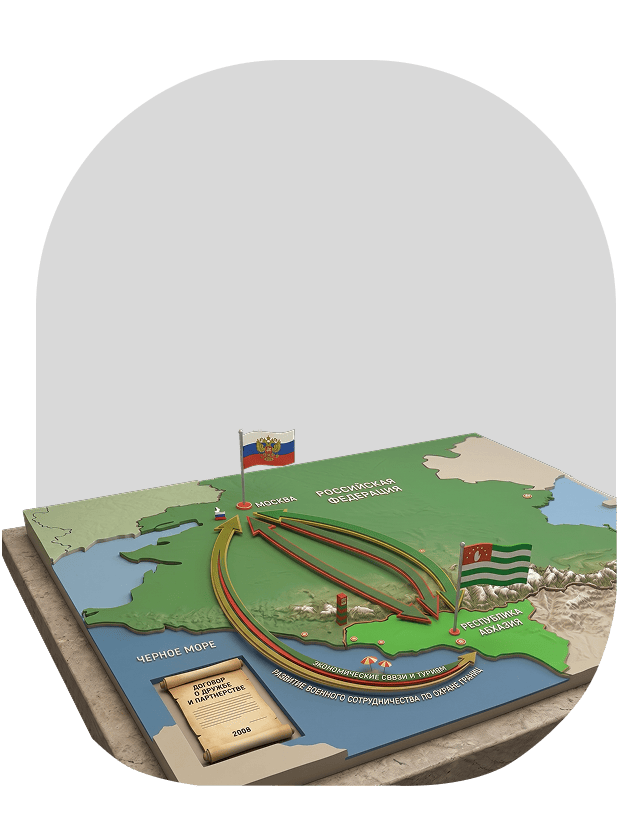 РОССИЙСКАЯ
ФЕДЕРАЦИЯ
МОСКВА
РЕСПУБЛИКА
АБХАЗИЯ
ЧЕРНОЕ МОРЕ
ЭКОНОМИЧЕСКИЕ СВЯЗИ И ТУРИЗМ
РАЗВИТИЕ ВОЕННОГО СОТРУДНИЧЕСТВА ПО ОХРАНЕ ГРАНИЦ
ДОГОВОР
О ДРУЖБЕ
И ПАРТНЕРСТВЕ
2008